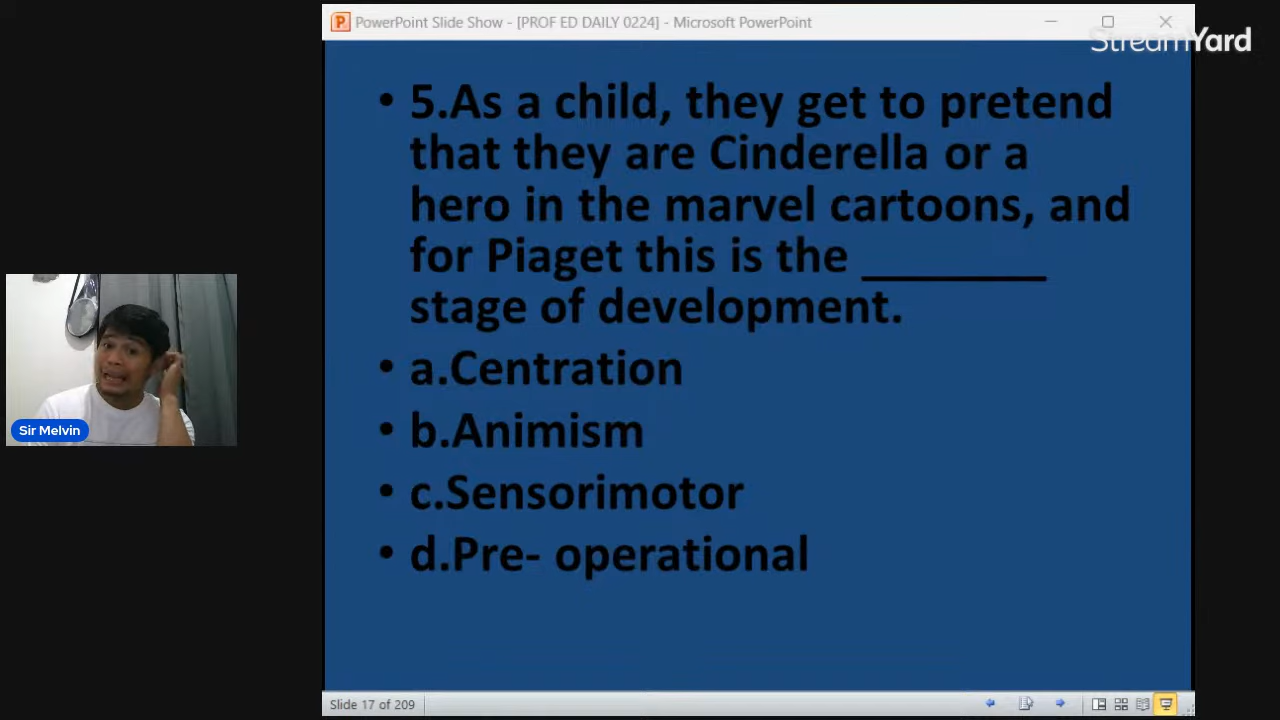 PowerPoint Slide Show - [PROF ED DAILY 0224] - Microsoft PowerPoint
StreamYard
• 5.As a child, they get to pretend
that they are Cinderella or a
hero in the marvel cartoons, and
for Piaget this is the _______
stage of development.
• a.Centration
• b.Animism
• c.Sensorimotor
• d.Pre- operational
Sir Melvin
Slide 17 of 209